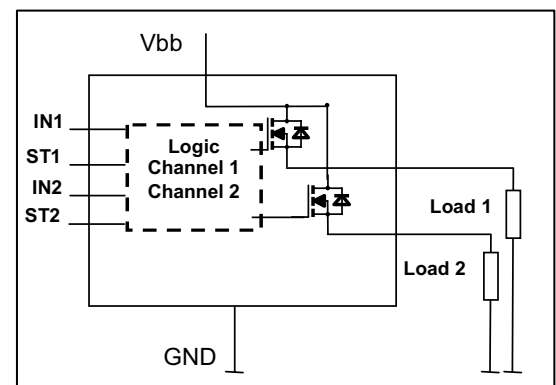 Vbb
IN1
ST1
IN2
ST2
Logic
Channel 1
Channel 2
Load 1
Load 2
GND